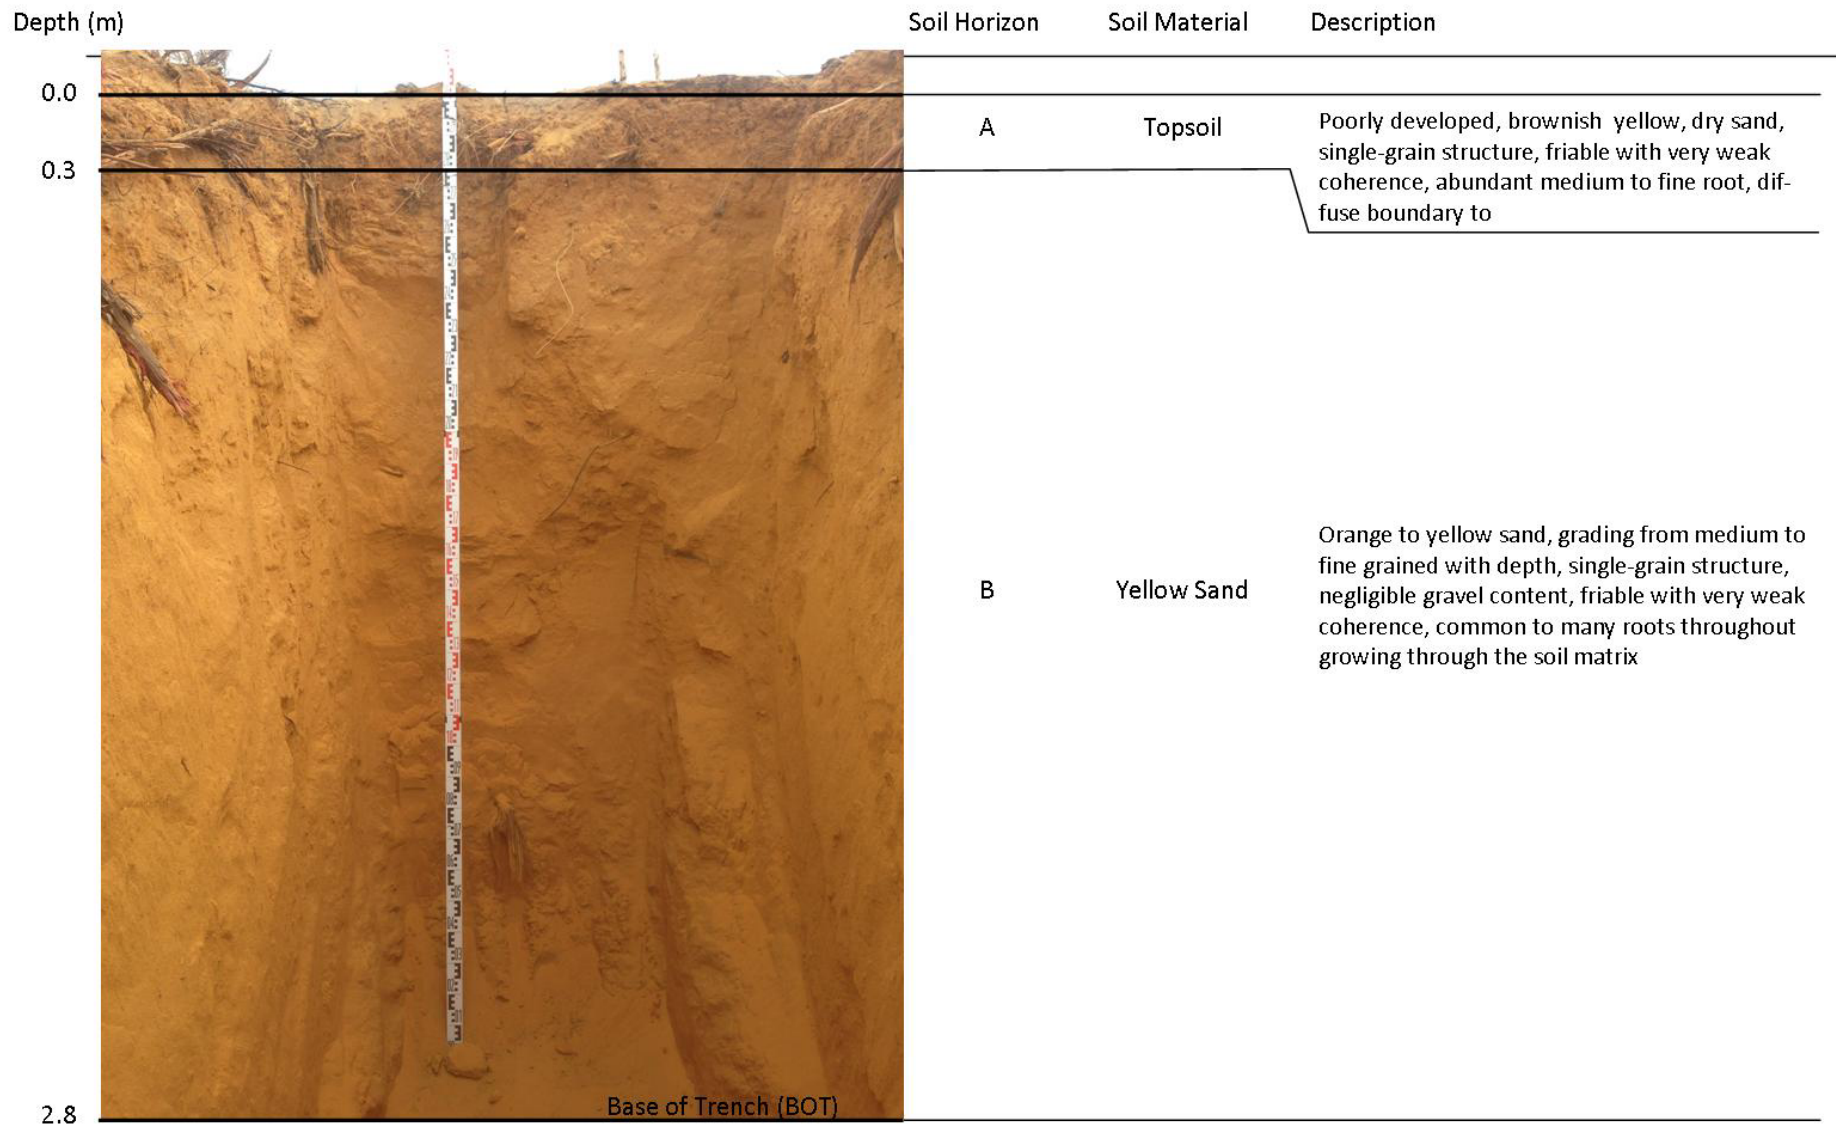 Depth (m)
Soil Horizon
Soil Material
Description
0.0
A
Topsoil
Poorly developed, brownish yellow, dry sand,
single-grain structure, friable with very weak
coherence, abundant medium to fine root, dif-
fuse boundary to
0.3
B
Yellow Sand
Orange to yellow sand, grading from medium to
fine grained with depth, single-grain structure,
negligible gravel content, friable with very weak
coherence, common to many roots throughout
growing through the soil matrix
Base of Trench (BOT)
2.8